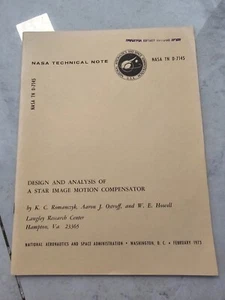 NASA TECHNICAL NOTE
NASA TN D-7145
NASA TN D-7145
DESIGN AND ANALYSIS OF
A STAR IMAGE MOTION COMPENSATOR
by K. C. Romanczyk, Aaron J. Ostroff, and W. E. Howell
Langley Research Center
Hampton, Va 23365
NATIONAL AERONAUTICS AND SPACE ADMINISTRATION • WASHINGTON, D. C. • FEBRUARY 1973